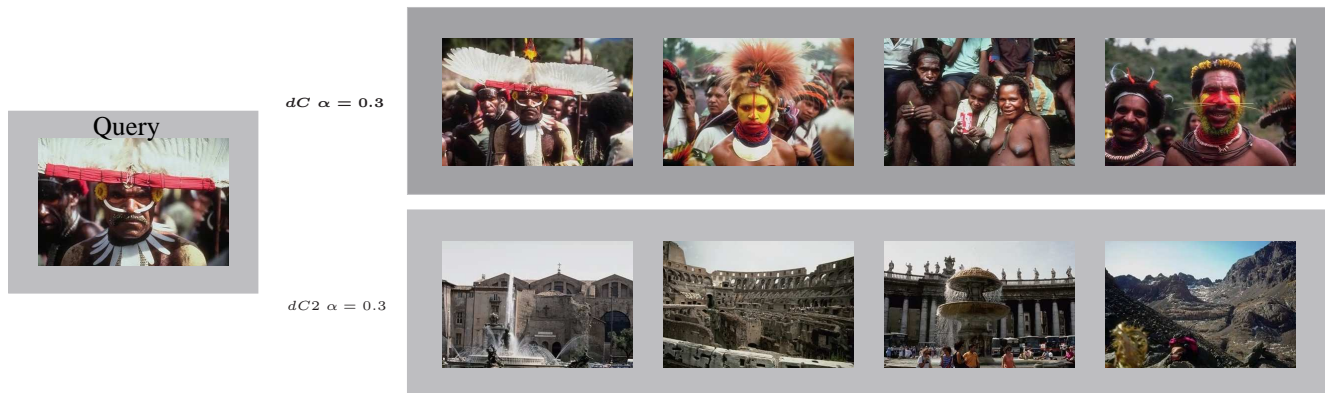 Query
dC α = 0.3
dC2 α = 0.3